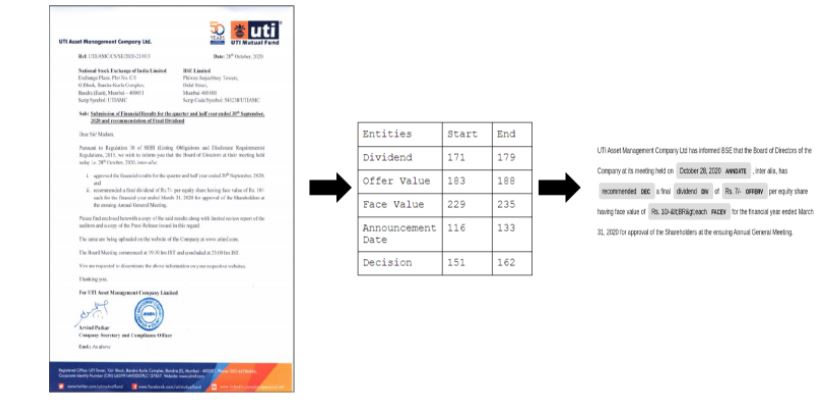 UTI Asset Management Company Ltd.
50 YEARS
uti
UTI Mutual Fund
Ref: UTI/AMC/CS/SE/2020-21/
Date: 28th October, 2020
National Stock Exchange of India Limited
BSE Limited
Exchange Plaza, Plot No. C/1
Phiroze Jeejeebhoy Towers,
G Block, Bandra-Kurla Complex,
Dalal Street,
Bandra (East), Mumbai – 400051
Mumbai 400 001
Scrip Symbol: UTIAMC
Scrip Code/Symbol: 543238/UTIAMC
Sub: Submission of Financial Results for the quarter and half year ended 30th September,
2020 and recommendation of Final Dividend
Dear Sir/ Madam,
Pursuant to Regulation 30 of SEBI (Listing Obligations and Disclosure Requirements)
Regulations, 2015, we wish to inform you that the Board of Directors at their meeting held
today i.e. 28th October, 2020, inter-alia:
i. approved the financial results for the quarter and half year ended 30th September, 2020;
and
ii. recommended a final dividend of Rs.7/- per equity share having face value of Rs. 10/-
each for the financial year ended March 31, 2020 for approval of the Shareholders at
the ensuing Annual General Meeting.
Please find enclosed herewith a copy of the said results along with limited review report of the
auditors and a copy of the Press Release issued in this regard.
The same are being uploaded on the website of the Company at www.utimf.com.
The Board Meeting commenced at IST and concluded at IST.
You are requested to disseminate the above information on your respective websites.
Thanking you,
For UTI Asset Management Company Limited
Arvind Patkar
Company Secretary and Compliance Officer
Encl.: As above
Entities Start End
Dividend 171 179
Offer Value 183 188
Face Value 229 235
Announcement Date 116 133
Decision 151 162
UTI Asset Management Company Ltd has informed BSE that the Board of Directors of the
Company at its meeting held on October 28, 2020 ANNDATE , inter alia, has
recommended DEC a final dividend DIV of Rs. 7/- OFFERV per equity share
having face value of Rs. 10/-&lt;BR&gt;each FACEV for the financial year ended March
31, 2020 for approval of the Shareholders at the ensuing Annual General Meeting.